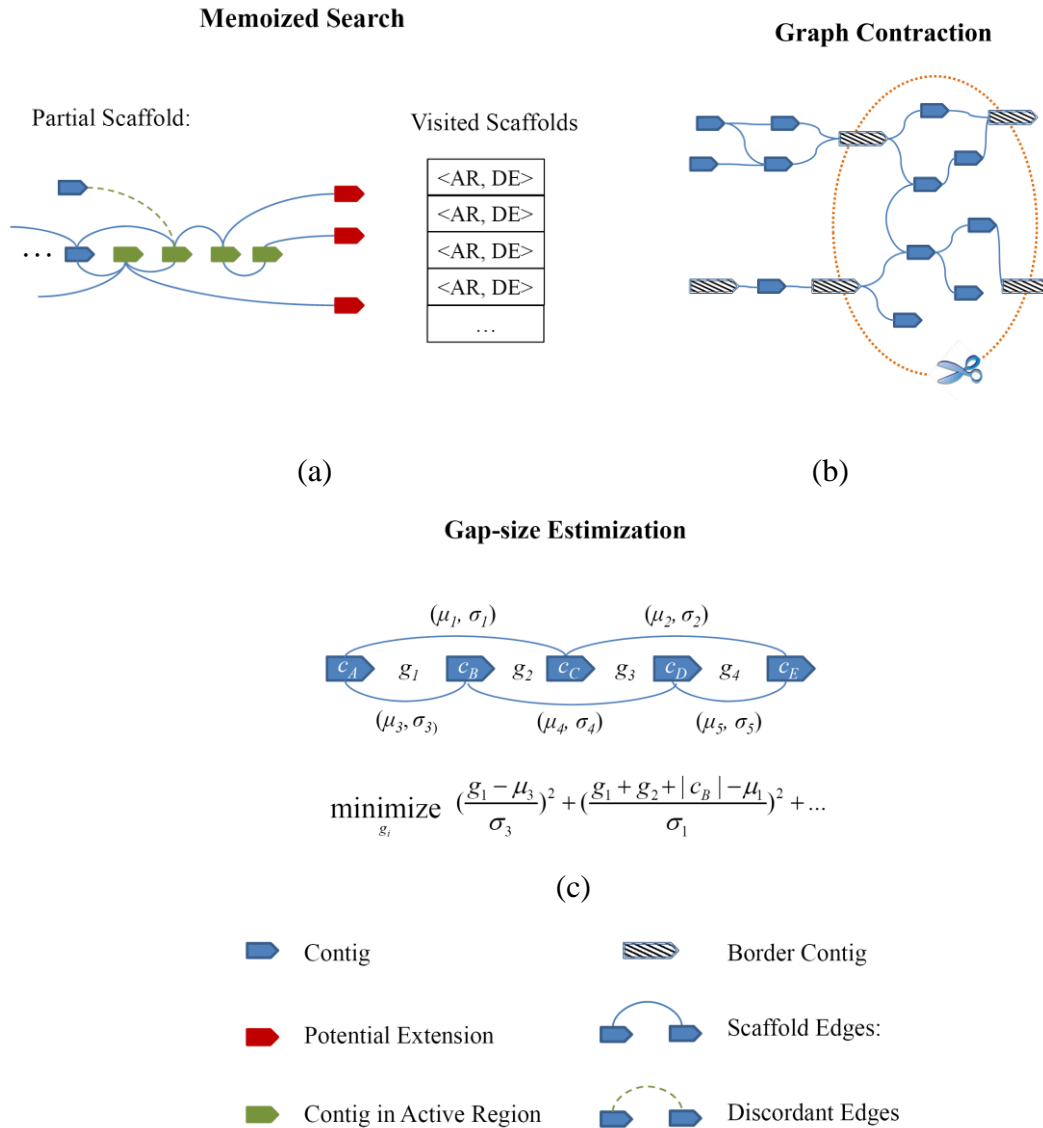 Memoized Search
Graph Contraction
Partial Scaffold:
Visited Scaffolds
<AR, DE>
<AR, DE>
<AR, DE>
<AR, DE>
...
...
(a)
(b)
Gap-size Estimization
(μ1, σ1)
(μ2, σ2)
cA g1 cB g2 cC g3 cD g4 cE
(μ3, σ3)
(μ4, σ4)
(μ5, σ5)
minimize gi ((g1 − μ3)/σ3)² + ((g1 + g2 + | cB | − μ1)/σ1)² + ...
(c)
Contig
Border Contig
Potential Extension
Scaffold Edges:
Contig in Active Region
Discordant Edges